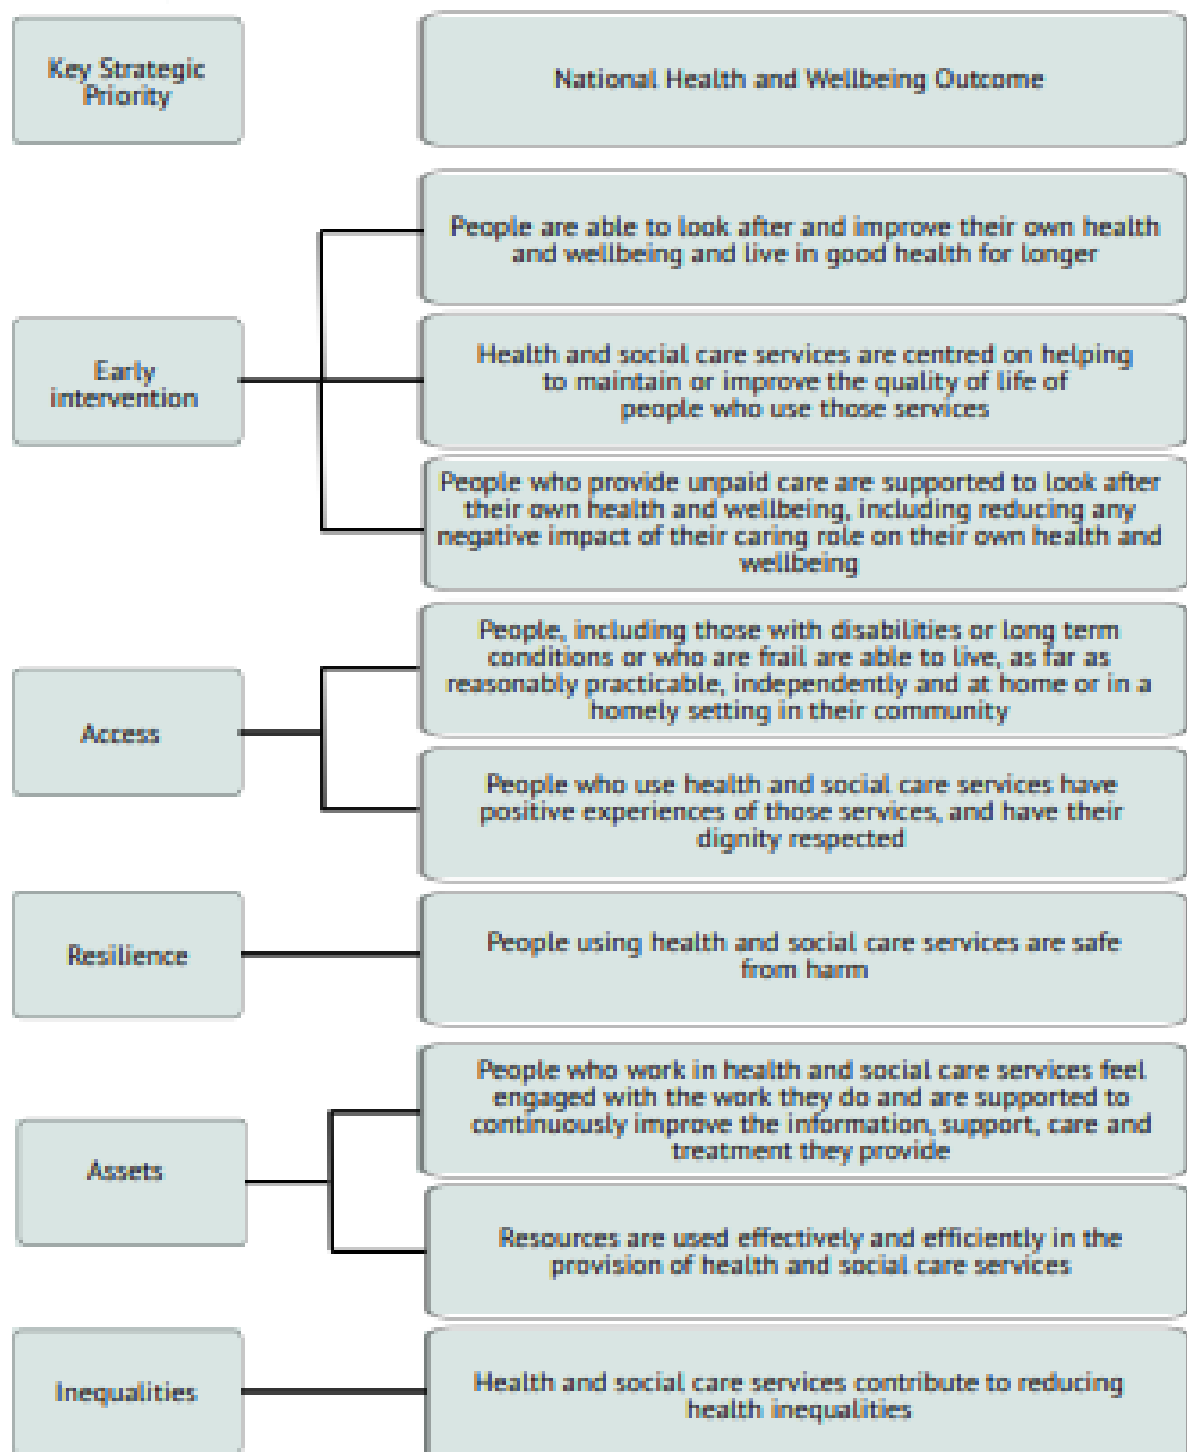 Key Strategic
Priority
National Health and Wellbeing Outcome
Early
intervention
People are able to look after and improve their own health
and wellbeing and live in good health for longer
Health and social care services are centred on helping
to maintain or improve the quality of life of
people who use those services
People who provide unpaid care are supported to look after
their own health and wellbeing, including reducing any
negative impact of their caring role on their own health and
wellbeing
Access
People, including those with disabilities or long term
conditions or who are frail are able to live, as far as
reasonably practicable, independently and at home or in a
homely setting in their community
People who use health and social care services have
positive experiences of those services, and have their
dignity respected
Resilience
People using health and social care services are safe
from harm
Assets
People who work in health and social care services feel
engaged with the work they do and are supported to
continuously improve the information, support, care and
treatment they provide
Resources are used effectively and efficiently in the
provision of health and social care services
Inequalities
Health and social care services contribute to reducing
health inequalities